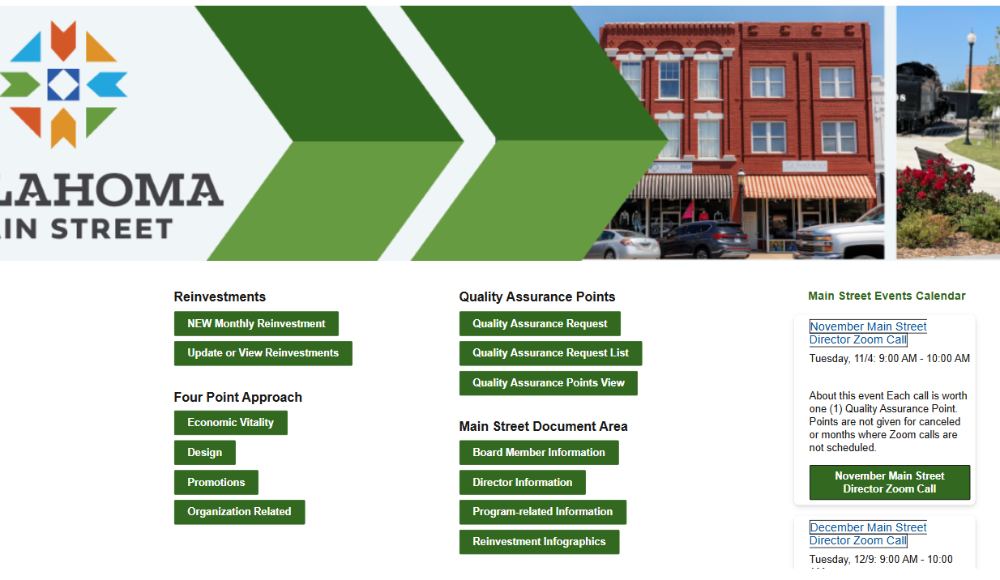 LAHOMA
IN STREET
Reinvestments
NEW Monthly Reinvestment
Update or View Reinvestments
Four Point Approach
Economic Vitality
Design
Promotions
Organization Related
Quality Assurance Points
Quality Assurance Request
Quality Assurance Request List
Quality Assurance Points View
Main Street Document Area
Board Member Information
Director Information
Program-related Information
Reinvestment Infographics
Main Street Events Calendar
November Main Street
Director Zoom Call
Tuesday, 11/4: 9:00 AM - 10:00 AM
About this event Each call is worth
one (1) Quality Assurance Point.
Points are not given for canceled
or months where Zoom calls are
not scheduled.
November Main Street
Director Zoom Call
December Main Street
Director Zoom Call
Tuesday, 12/9: 9:00 AM - 10:00